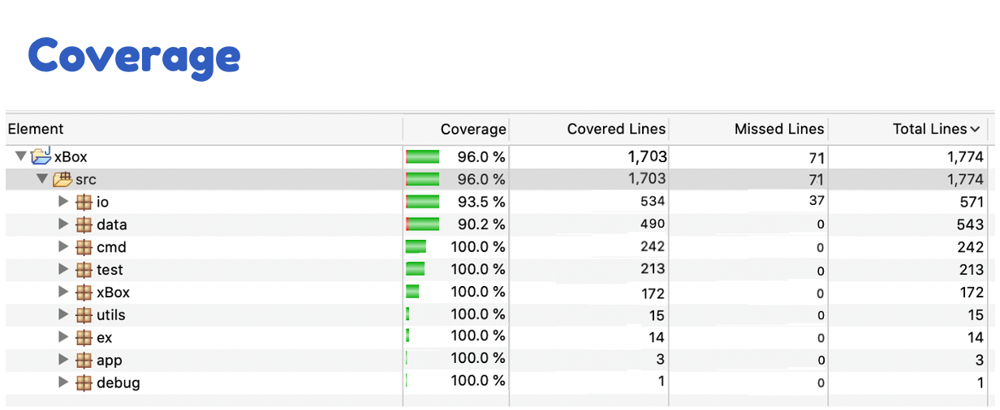 Coverage
Element Coverage Covered Lines Missed Lines Total Lines
xBox 96.0 % 1,703 71 1,774
src 96.0 % 1,703 71 1,774
io 93.5 % 534 37 571
data 90.2 % 490 0 543
cmd 100.0 % 242 0 242
test 100.0 % 213 0 213
xBox 100.0 % 172 0 172
utils 100.0 % 15 0 15
ex 100.0 % 14 0 14
app 100.0 % 3 0 3
debug 100.0 % 1 0 1